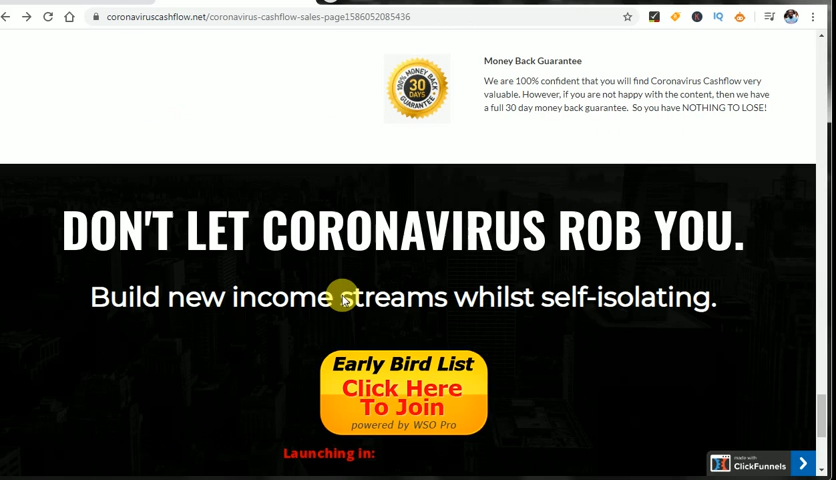 coronaviruscashflow.net/coronavirus-cashflow-sales-page1586052085436
IQ
100% MONEY BACK
30
DAYS
GUARANTEE
Money Back Guarantee
We are 100% confident that you will find Coronavirus Cashflow very
valuable. However, if you are not happy with the content, then we have
a full 30 day money back guarantee. So you have NOTHING TO LOSE!
DON'T LET CORONAVIRUS ROB YOU.
Build new income streams whilst self-isolating.
Early Bird List
Click Here
To Join
powered by WSO Pro
Launching in:
made with
ClickFunnels